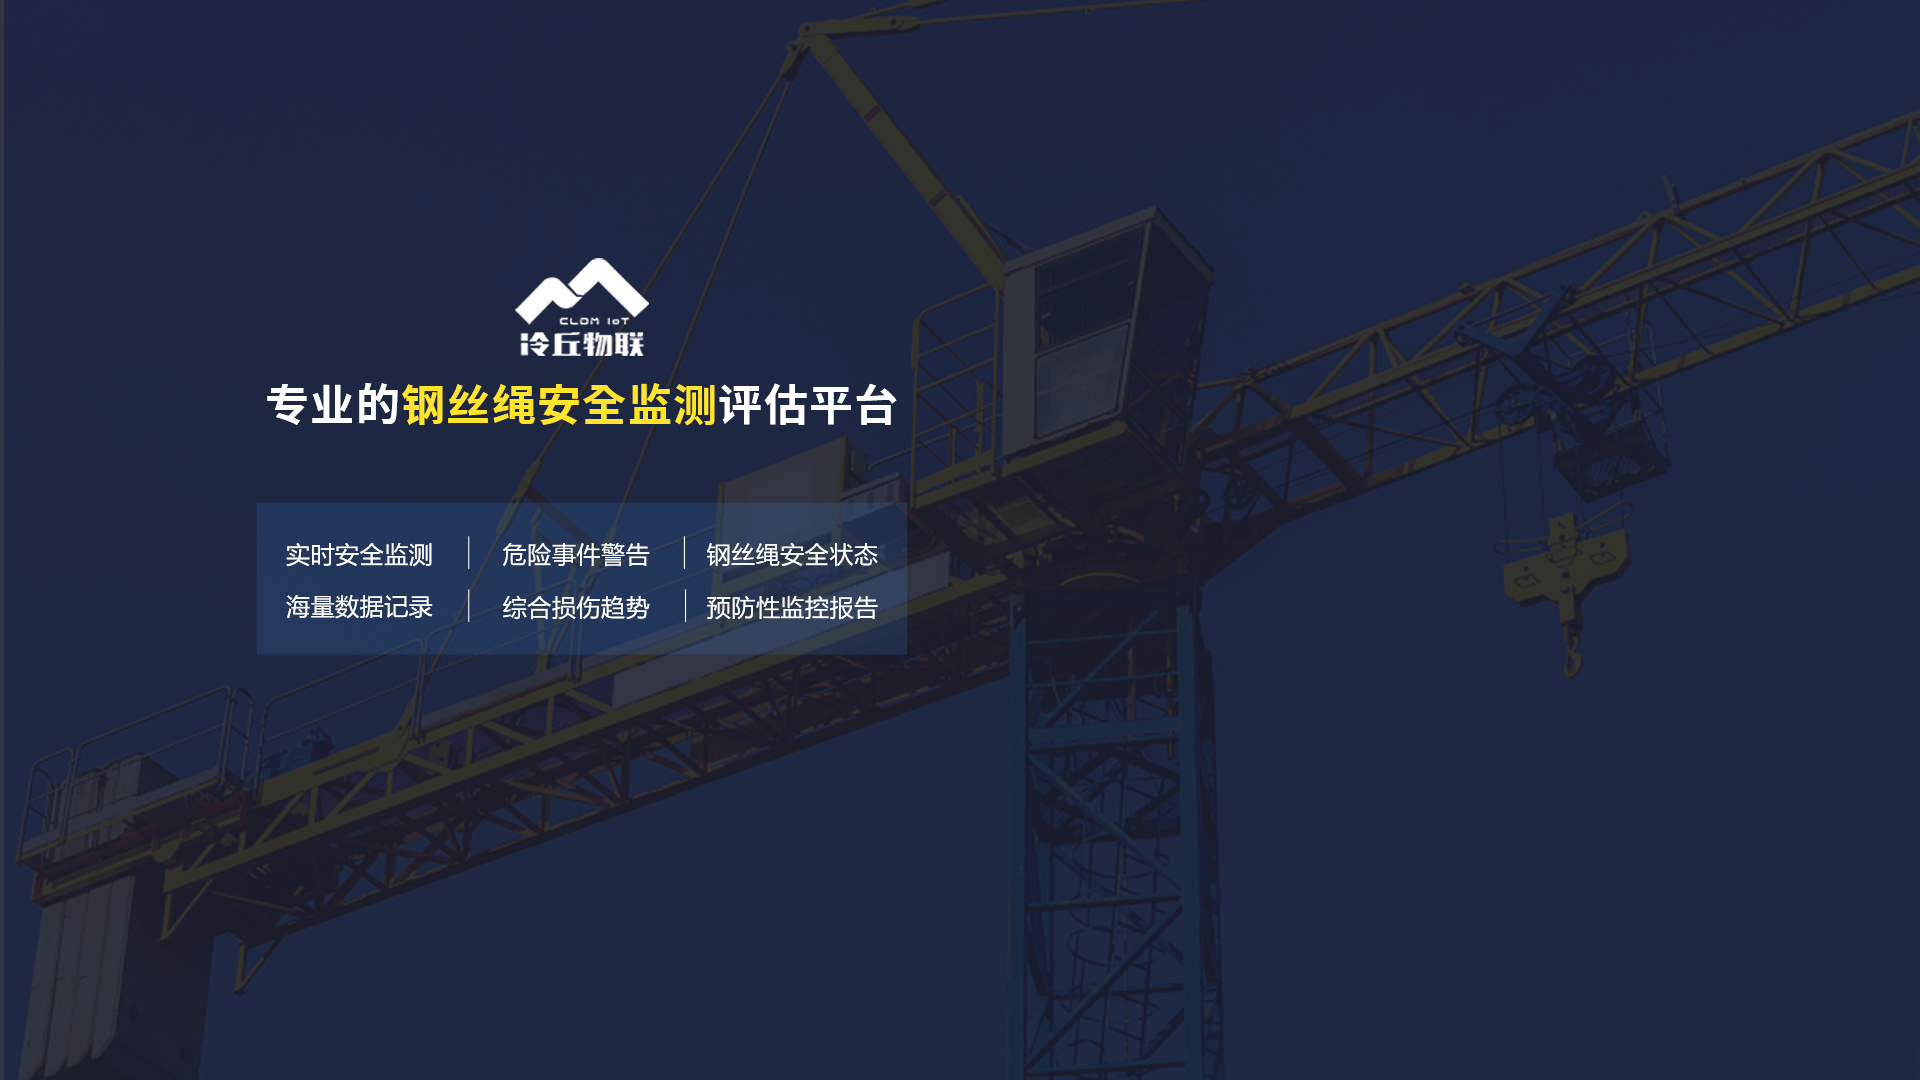 CLDM IoT
冷丘物联
专业的钢丝绳安全监测评估平台
实时安全监测 危险事件警告 钢丝绳安全状态
海量数据记录 综合损伤趋势 预防性监控报告